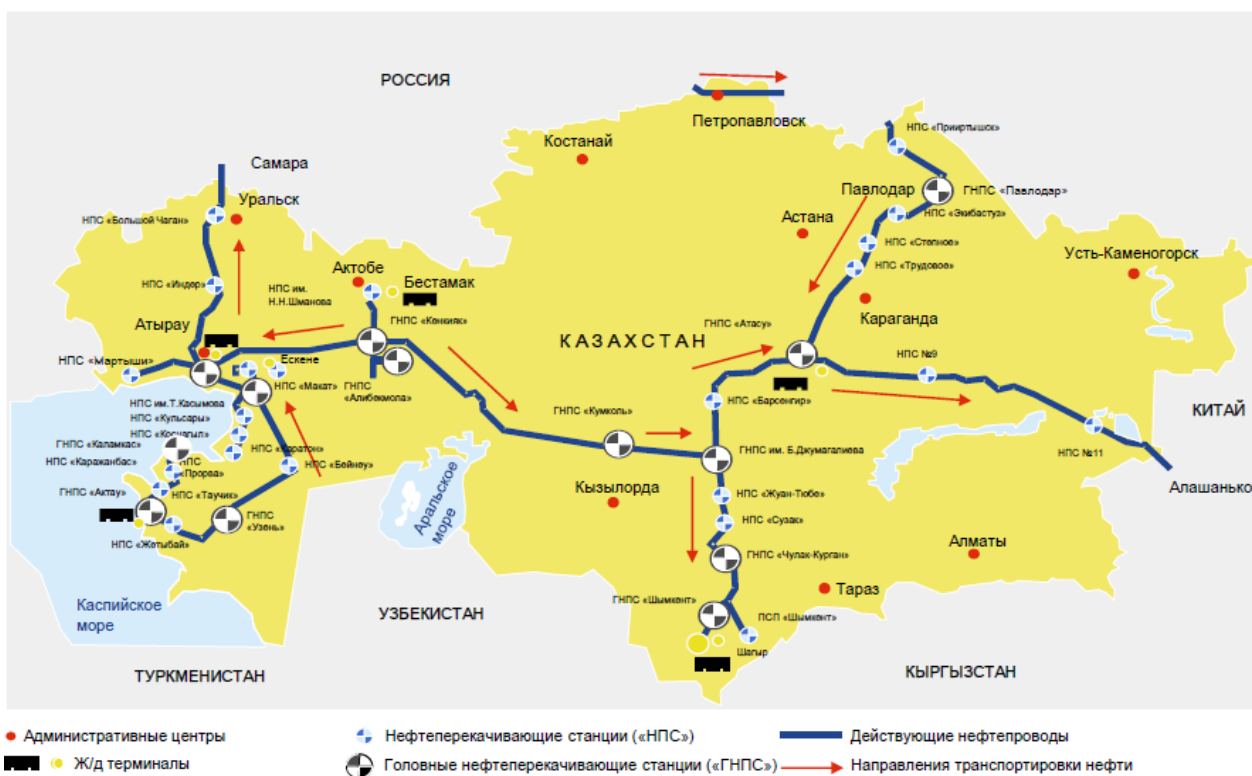 РОССИЯ
Петропавловск
Костанай
НПС «Прииртышск»
Самара
Уральск
НПС «Большой Чаган»
Павлодар
ГНПС «Павлодар»
НПС «Экибастуз»
Астана
НПС «Степное»
НПС «Трудовое»
Усть-Каменогорск
Актобе
Бестамак
НПС «Индер»
НПС им.
Н.Н.Шманова
Караганда
Атырау
ГНПС «Кенкияк»
ГНПС «Атасу»
КАЗАХСТАН
НПС №9
НПС «Мартыши»
Ескене
НПС «Макат»
ГНПС
«Алибекмола»
НПС «Барсенгир»
НПС им.Т.Касымова
НПС «Кульсары»
НПС «Косчагыл»
ГНПС «Кумколь»
КИТАЙ
ГНПС «Каламкас»
НПС «Каратон»
НПС «Каражанбас»
НПС
«Прорва»
НПС «Бейнеу»
ГНПС им. Б.Джумагалиева
НПС №11
Алашанько
ГНПС «Актау»
НПС «Таучик»
Кызылорда
НПС «Жуан-Тюбе»
Аральское
море
ГНПС
«Узень»
НПС «Сузак»
НПС «Жетыбай»
Алматы
ГНПС «Чулак-Курган»
Тараз
Каспийское
море
УЗБЕКИСТАН
ГНПС «Шымкент»
ПСП «Шымкент»
Шагыр
ТУРКМЕНИСТАН
КЫРГЫЗСТАН
Административные центры
Нефтеперекачивающие станции («НПС»)
Действующие нефтепроводы
Ж/д терминалы
Головные нефтеперекачивающие станции («ГНПС»)
Направления транспортировки нефти